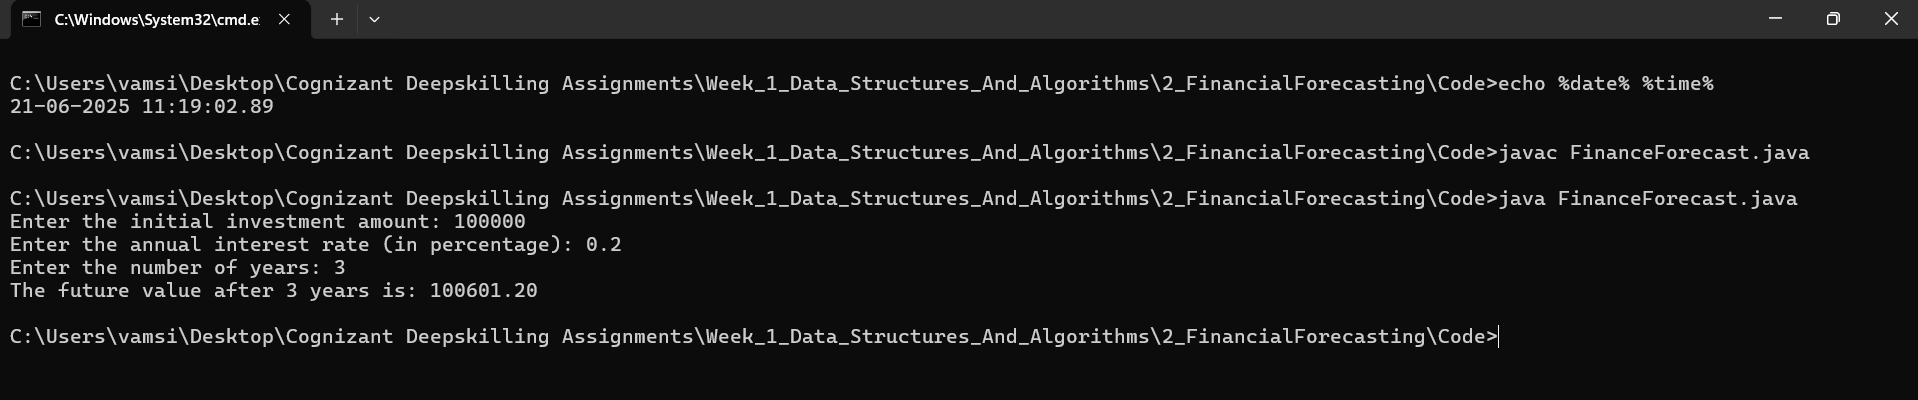 C:\Windows\System32\cmd.e
C:\Users\vamsi\Desktop\Cognizant Deepskilling Assignments\Week_1_Data_Structures_And_Algorithms\2_FinancialForecasting\Code>echo %date% %time%
21-06-2025 11:19:02.89
C:\Users\vamsi\Desktop\Cognizant Deepskilling Assignments\Week_1_Data_Structures_And_Algorithms\2_FinancialForecasting\Code>javac FinanceForecast.java
C:\Users\vamsi\Desktop\Cognizant Deepskilling Assignments\Week_1_Data_Structures_And_Algorithms\2_FinancialForecasting\Code>java FinanceForecast.java
Enter the initial investment amount: 100000
Enter the annual interest rate (in percentage): 0.2
Enter the number of years: 3
The future value after 3 years is: 100601.20
C:\Users\vamsi\Desktop\Cognizant Deepskilling Assignments\Week_1_Data_Structures_And_Algorithms\2_FinancialForecasting\Code>